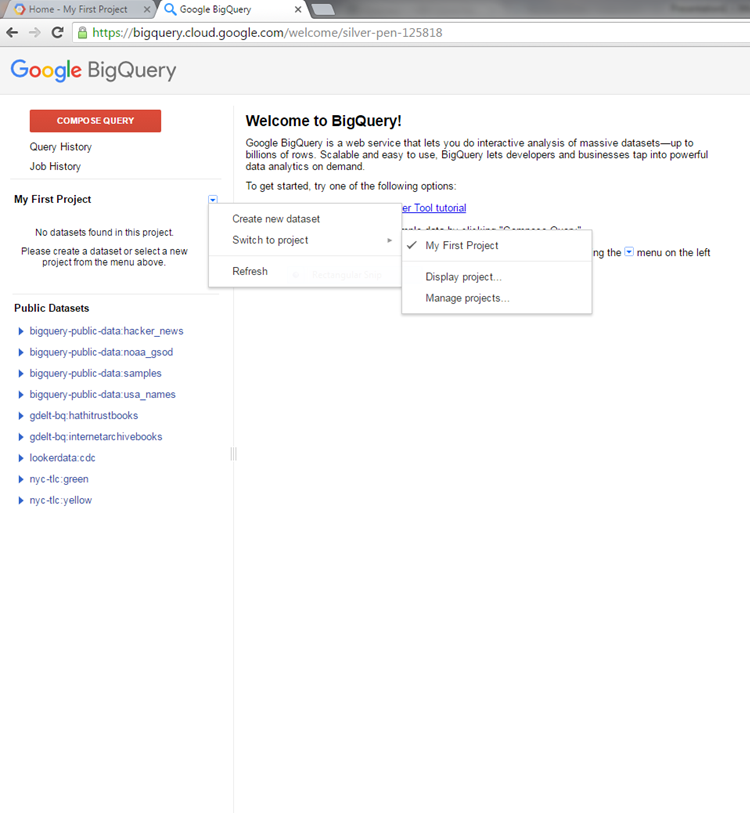 Home - My First Project
Google BigQuery
https://bigquery.cloud.google.com/welcome/silver-pen-125818
Google BigQuery
COMPOSE QUERY
Query History
Job History
My First Project
No datasets found in this project.
Please create a dataset or select a new
project from the menu above.
Public Datasets
bigquery-public-data:hacker_news
bigquery-public-data:noaa_gsod
bigquery-public-data:samples
bigquery-public-data:usa_names
gdelt-bq:hathitrustbooks
gdelt-bq:internetarchivebooks
lookerdata:cdc
nyc-tlc:green
nyc-tlc:yellow
Welcome to BigQuery!
Google BigQuery is a web service that lets you do interactive analysis of massive datasets—up to
billions of rows. Scalable and easy to use, BigQuery lets developers and businesses tap into powerful
data analytics on demand.
To get started, try one of the following options:
er Tool tutorial
Create new dataset
Switch to project
Refresh
My First Project
Display project...
Manage projects...
ng the menu on the left